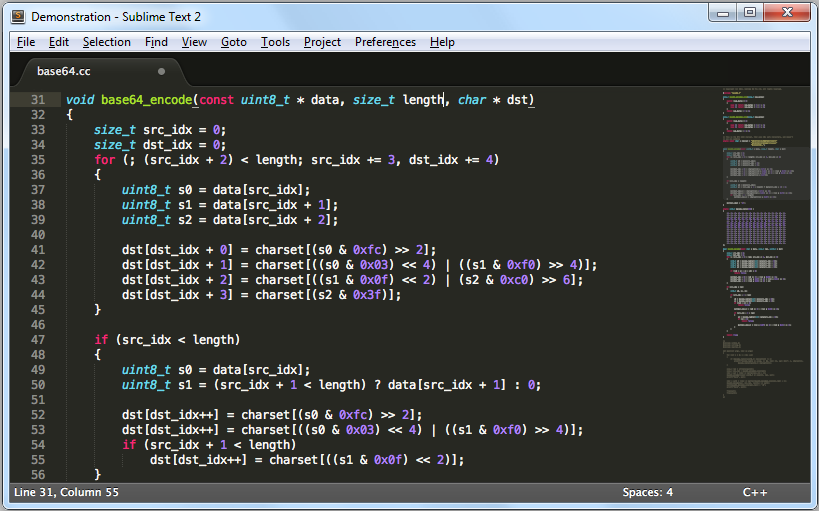 Demonstration - Sublime Text 2
File Edit Selection Find View Goto Tools Project Preferences Help
base64.cc
31 void base64_encode(const uint8_t * data, size_t length, char * dst)
32 {
33     size_t src_idx = 0;
34     size_t dst_idx = 0;
35     for (; (src_idx + 2) < length; src_idx += 3, dst_idx += 4)
36     {
37         uint8_t s0 = data[src_idx];
38         uint8_t s1 = data[src_idx + 1];
39         uint8_t s2 = data[src_idx + 2];
40
41         dst[dst_idx + 0] = charset[(s0 & 0xfc) >> 2];
42         dst[dst_idx + 1] = charset[((s0 & 0x03) << 4) | ((s1 & 0xf0) >> 4)];
43         dst[dst_idx + 2] = charset[((s1 & 0x0f) << 2) | (s2 & 0xc0) >> 6];
44         dst[dst_idx + 3] = charset[(s2 & 0x3f)];
45     }
46
47     if (src_idx < length)
48     {
49         uint8_t s0 = data[src_idx];
50         uint8_t s1 = (src_idx + 1 < length) ? data[src_idx + 1] : 0;
51
52         dst[dst_idx++] = charset[(s0 & 0xfc) >> 2];
53         dst[dst_idx++] = charset[((s0 & 0x03) << 4) | ((s1 & 0xf0) >> 4)];
54         if (src_idx + 1 < length)
55             dst[dst_idx++] = charset[((s1 & 0x0f) << 2)];
56     }
Line 31, Column 55 Spaces: 4 C++